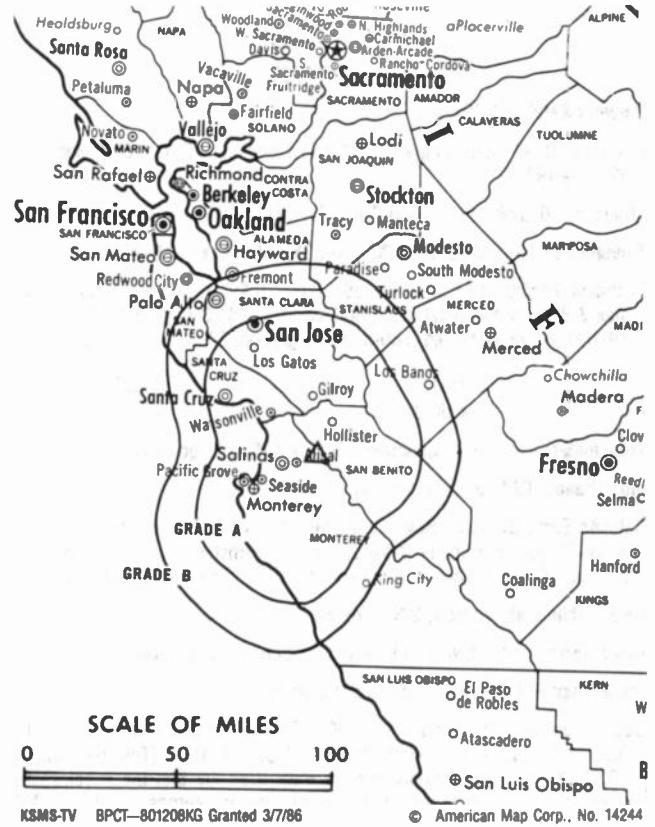 Healdsburg
NAPA
Woodland
N. Highlands
Placerville
ALPINE
Santa Rosa
W. Sacramento
Carmichael
Davis
Arden-Arcade
Rancho Cordova
Petaluma
Vacaville
S. Sacramento
Fruitridge
Sacramento
Napa
SACRAMENTO
AMADOR
Fairfield
CALAVERAS
Novato
SOLANO
Vallejo
Lodi
I
TUOLUMNE
MARIN
SAN JOAQUIN
San Rafael
Richmond
CONTRA
COSTA
Berkeley
Stockton
San Francisco
Oakland
SAN FRANCISCO
Tracy
Manteca
ALAMEDA
Hayward
Modesto
MARIPOSA
San Mateo
Paradise
South Modesto
Redwood City
Fremont
Turlock
Palo Alto
SANTA CLARA
STANISLAUS
MERCED
F
SAN MATEO
San Jose
Atwater
MADI
Merced
Los Gatos
SANTA CRUZ
Los Banos
Chowchilla
Santa Cruz
Gilroy
Madera
Watsonville
F
Hollister
Clov
Salinas
Alisal
Fresno
Pacific Grove
SAN BENITO
Reedl
Seaside
Selma
Monterey
GRADE A
MONTEREY
Hanford
GRADE B
King City
Coalinga
KINGS
SAN LUIS OBISPO
KERN
El Paso
de Robles
W
SCALE OF MILES
Atascadero
0 50 100
B
San Luis Obispo
KSMS-TV BPCT—801208KG Granted 3/7/86
© American Map Corp., No. 14244